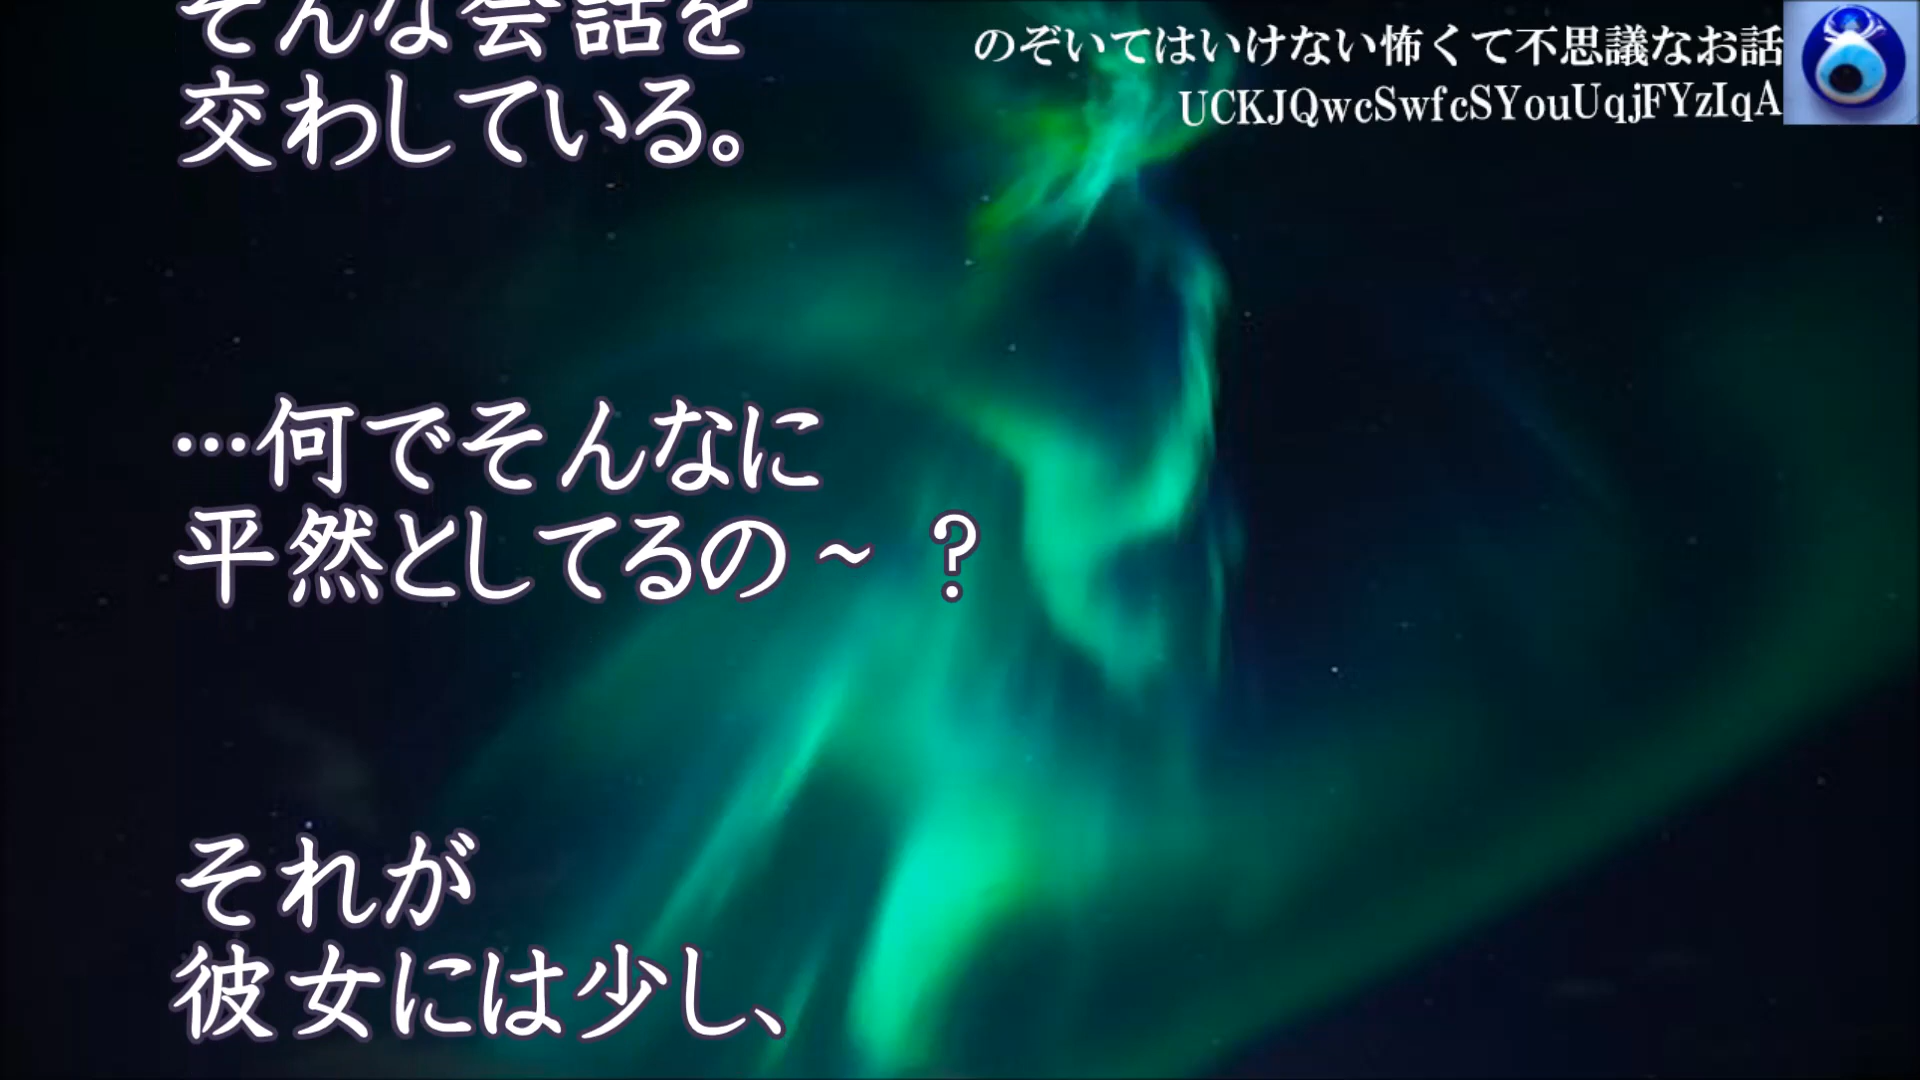 そんな会話を
交わしている。
のぞいてはいけない怖くて不思議なお話
UCKJQwcSwfcSYouUqjFYzIqA
…何でそんなに
平然としてるの～？
それが
彼女には少し、